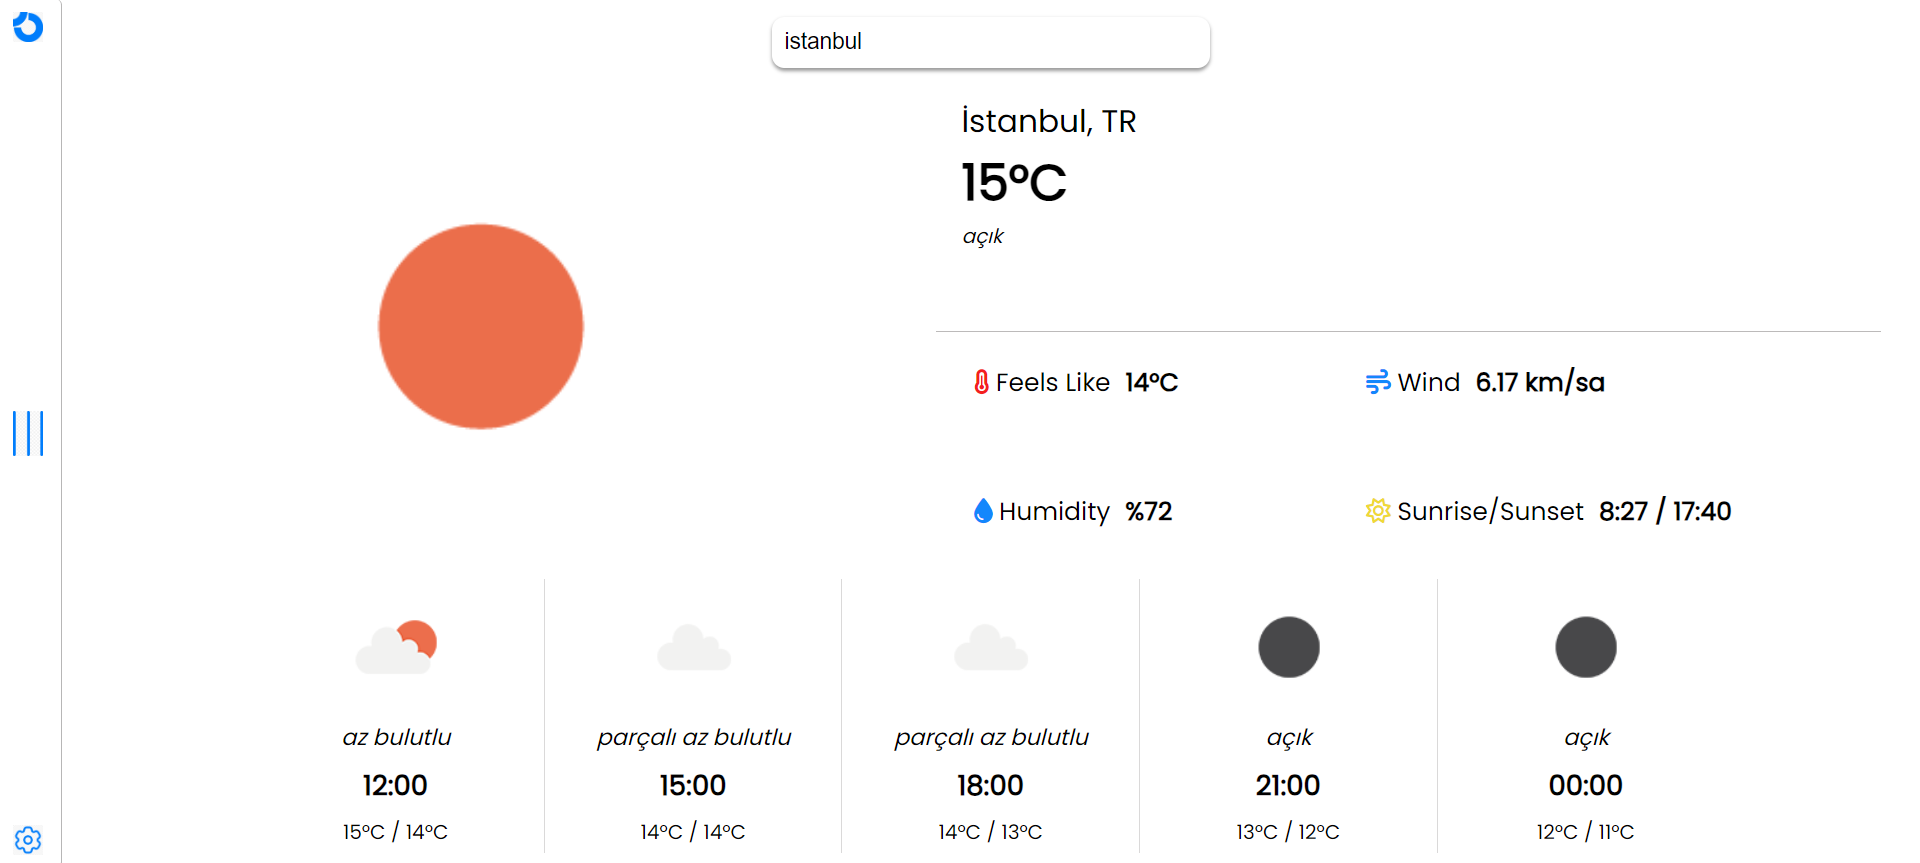 istanbul
İstanbul, TR
15°C
açık
Feels Like 14°C
Wind 6.17 km/sa
Humidity %72
Sunrise/Sunset 8:27 / 17:40
az bulutlu
12:00
15°C / 14°C
parçalı az bulutlu
15:00
14°C / 14°C
parçalı az bulutlu
18:00
14°C / 13°C
açık
21:00
13°C / 12°C
açık
00:00
12°C / 11°C